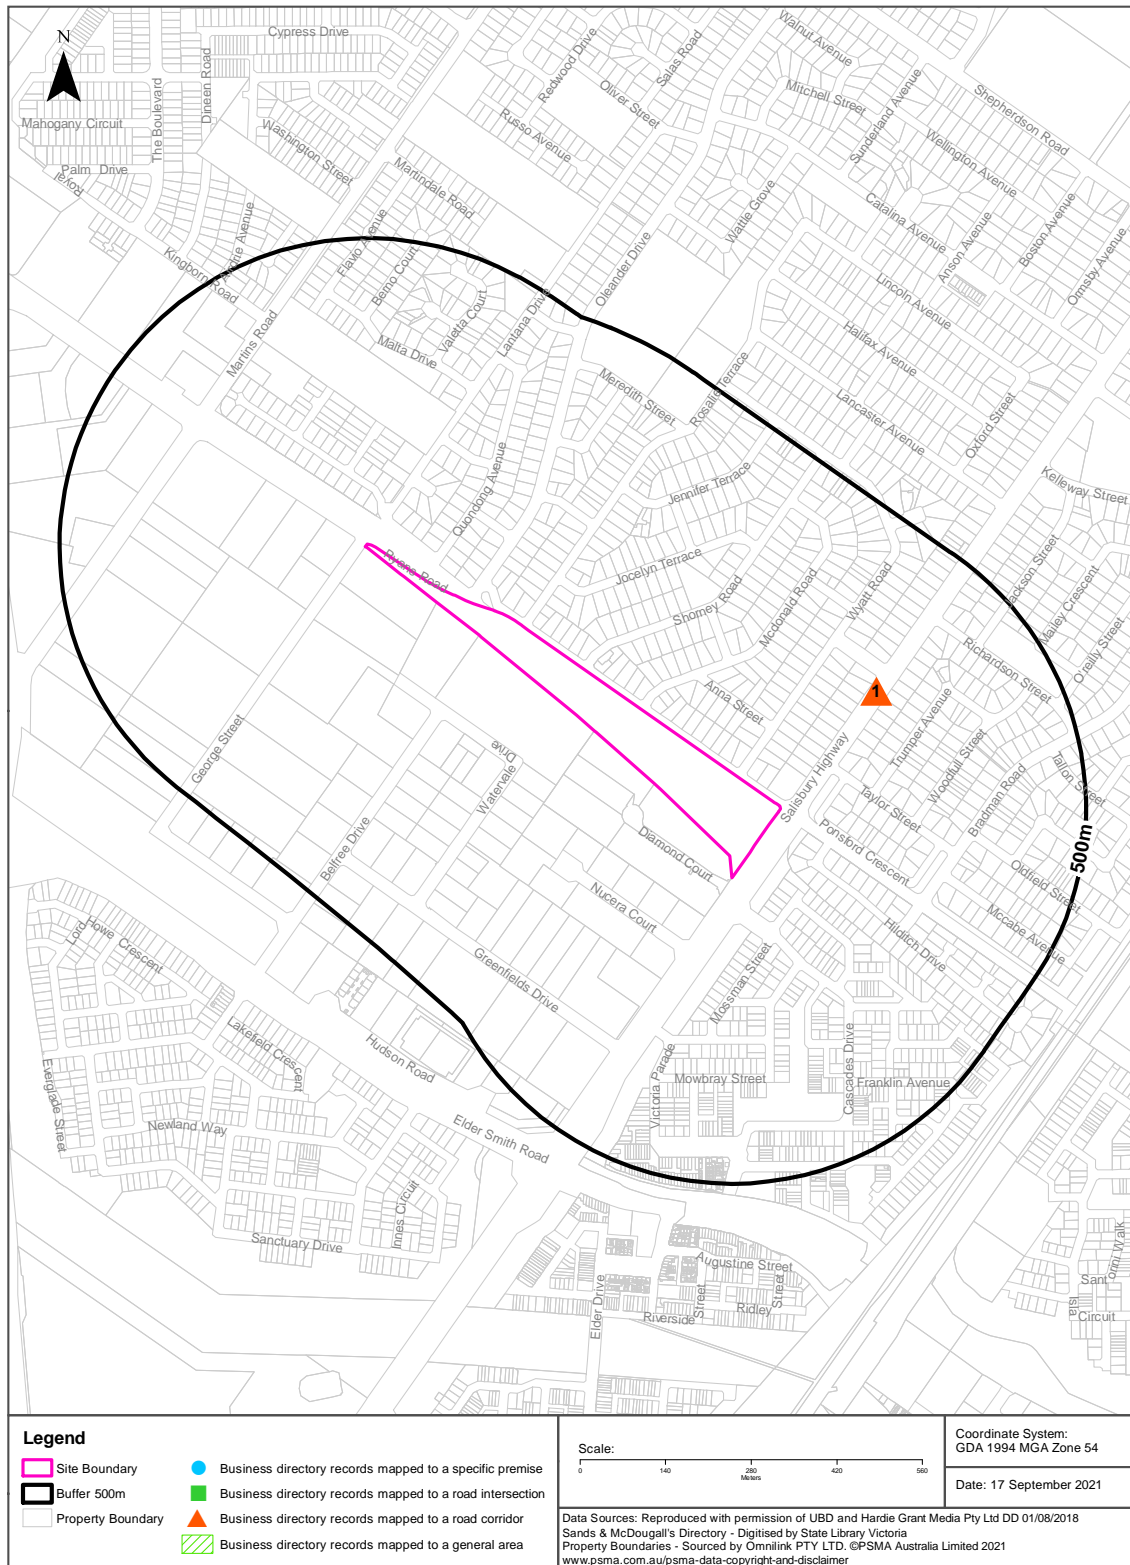 N
Cypress Drive
Dineen Road
The Boulevard
Mahogany Circuit
Palm Drive
Royal
Washington Street
Martindale Road
Redwood Drive
Salas Road
Oliver Street
Russo Avenue
Walnut Avenue
Mitchell Street
Sunderland Avenue
Shepherdson Road
Wellington Avenue
Catalina Avenue
Anson Avenue
Boston Avenue
Ormsby Avenue
Wattle Grove
Oleander Drive
Lincoln Avenue
Halifax Avenue
Lancaster Avenue
Oxford Street
Kelleway Street
Kingborn Road
Flavo Avenue
Berno Court
Valetta Court
Lantana Drive
Malta Drive
Martins Road
Meredith Street
Rosalie Terrace
Jennifer Terrace
Quondong Avenue
Jocelyn Terrace
Shorney Road
Mcdonald Road
Wyatt Road
Jackson Street
Mailey Crescent
O'reilly Street
Richardson Street
Ryans Road
Anna Street
1
Trumper Avenue
Woodfull Street
Bradman Road
Tallon Street
Salisbury Highway
Taylor Street
Ponsford Crescent
500m
Oldfield Street
Mccabe Avenue
Hilditch Drive
George Street
Watervale
Drive
Belfree Drive
Diamond Court
Nucera Court
Greenfields Drive
Mossman Street
Cascades Drive
Franklin Avenue
Mowbray Street
Victoria Parade
Lord
Howe Crescent
Lakefield Crescent
Hudson Road
Elder Smith Road
Everglade Street
Newland Way
Innes Circuit
Sanctuary Drive
Augustine Street
Elder Drive
Riverside
Street
Ridley
Street
Sant
orini Walk
Isla
Circuit
Legend
Site Boundary
Buffer 500m
Property Boundary
Business directory records mapped to a specific premise
Business directory records mapped to a road intersection
Business directory records mapped to a road corridor
Business directory records mapped to a general area
Scale:
0 140 280 420 560
Meters
Coordinate System:
GDA 1994 MGA Zone 54
Date: 17 September 2021
Data Sources: Reproduced with permission of UBD and Hardie Grant Media Pty Ltd DD 01/08/2018
Sands & McDougall's Directory - Digitised by State Library Victoria
Property Boundaries - Sourced by Omnilink PTY LTD. ©PSMA Australia Limited 2021
www.psma.com.au/psma-data-copyright-and-disclaimer